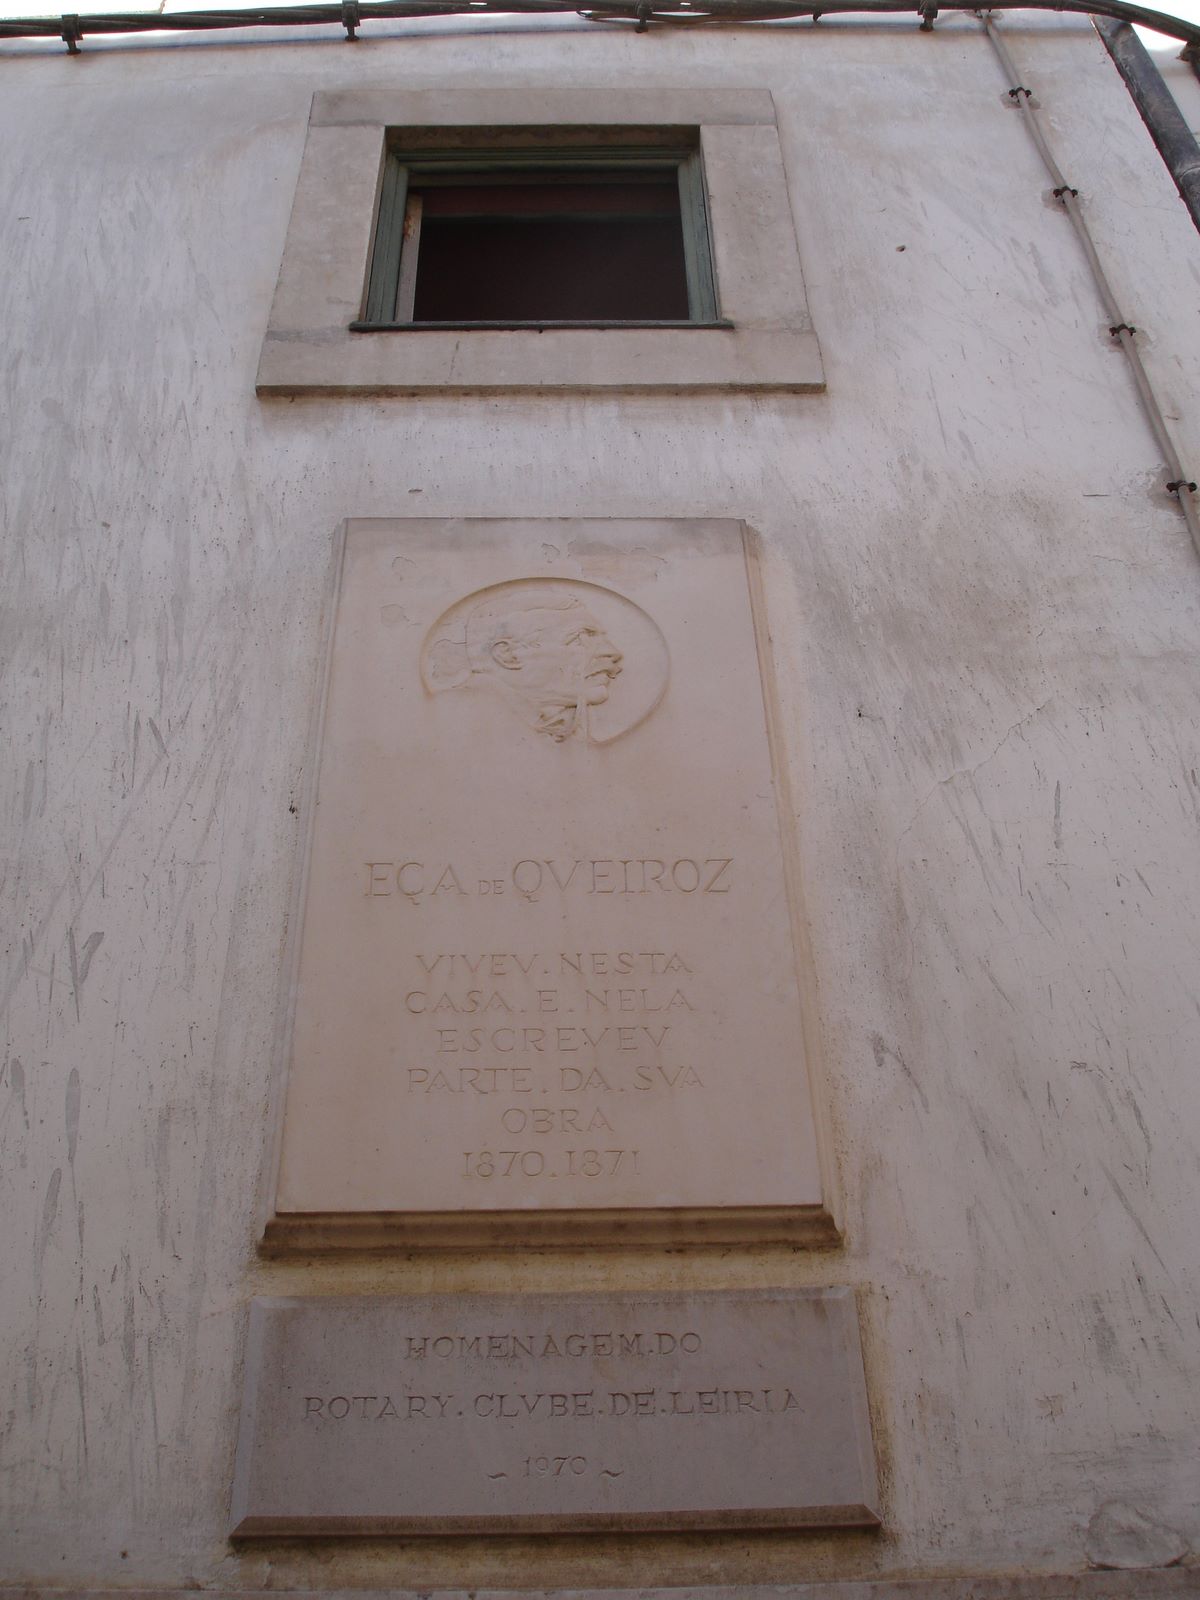 EÇA DE QVEIROZ
VIVEV.NESTA
CASA.E.NELA
ESCREVEV
PARTE.DA.SVA
OBRA
1870.1871
HOMENAGEM.DO
ROTARY.CLVBE.DE.LEIRIA
~ 1970 ~